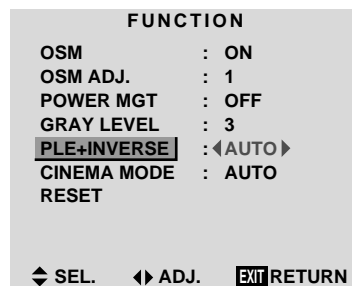 FUNCTION
OSM : ON
OSM ADJ. : 1
POWER MGT : OFF
GRAY LEVEL : 3
PLE+INVERSE : AUTO
CINEMA MODE : AUTO
RESET
SEL. ADJ. EXIT RETURN